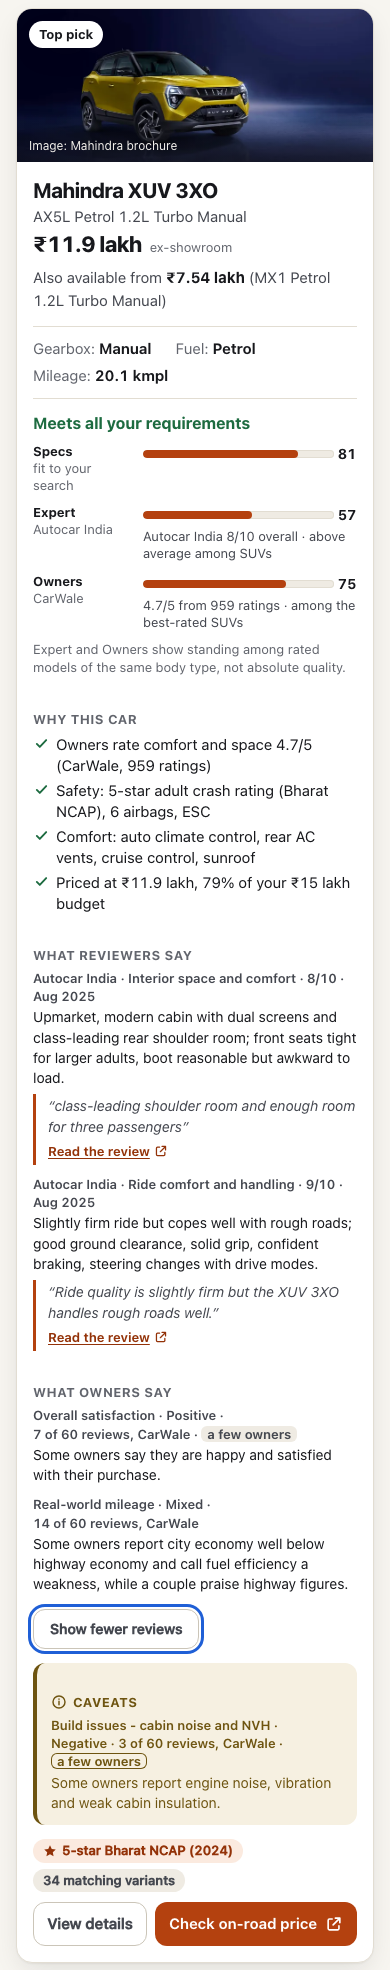 Top pick
Image: Mahindra brochure
Mahindra XUV 3XO
AX5L Petrol 1.2L Turbo Manual
₹11.9 lakh ex-showroom
Also available from ₹7.54 lakh (MX1 Petrol
1.2L Turbo Manual)
Gearbox: Manual Fuel: Petrol
Mileage: 20.1 kmpl
Meets all your requirements
Specs
fit to your
search
81
Expert
Autocar India
57
Autocar India 8/10 overall · above
average among SUVs
Owners
CarWale
75
4.7/5 from 959 ratings · among the
best-rated SUVs
Expert and Owners show standing among rated
models of the same body type, not absolute quality.
WHY THIS CAR
Owners rate comfort and space 4.7/5
(CarWale, 959 ratings)
Safety: 5-star adult crash rating (Bharat
NCAP), 6 airbags, ESC
Comfort: auto climate control, rear AC
vents, cruise control, sunroof
Priced at ₹11.9 lakh, 79% of your ₹15 lakh
budget
WHAT REVIEWERS SAY
Autocar India · Interior space and comfort · 8/10 ·
Aug 2025
Upmarket, modern cabin with dual screens and
class-leading rear shoulder room; front seats tight
for larger adults, boot reasonable but awkward to
load.
“class-leading shoulder room and enough room
for three passengers”
Read the review
Autocar India · Ride comfort and handling · 9/10 ·
Aug 2025
Slightly firm ride but copes well with rough roads;
good ground clearance, solid grip, confident
braking, steering changes with drive modes.
“Ride quality is slightly firm but the XUV 3XO
handles rough roads well.”
Read the review
WHAT OWNERS SAY
Overall satisfaction · Positive ·
7 of 60 reviews, CarWale · a few owners
Some owners say they are happy and satisfied
with their purchase.
Real-world mileage · Mixed ·
14 of 60 reviews, CarWale
Some owners report city economy well below
highway economy and call fuel efficiency a
weakness, while a couple praise highway figures.
Show fewer reviews
CAVEATS
Build issues - cabin noise and NVH ·
Negative · 3 of 60 reviews, CarWale ·
a few owners
Some owners report engine noise, vibration
and weak cabin insulation.
5-star Bharat NCAP (2024)
34 matching variants
View details
Check on-road price